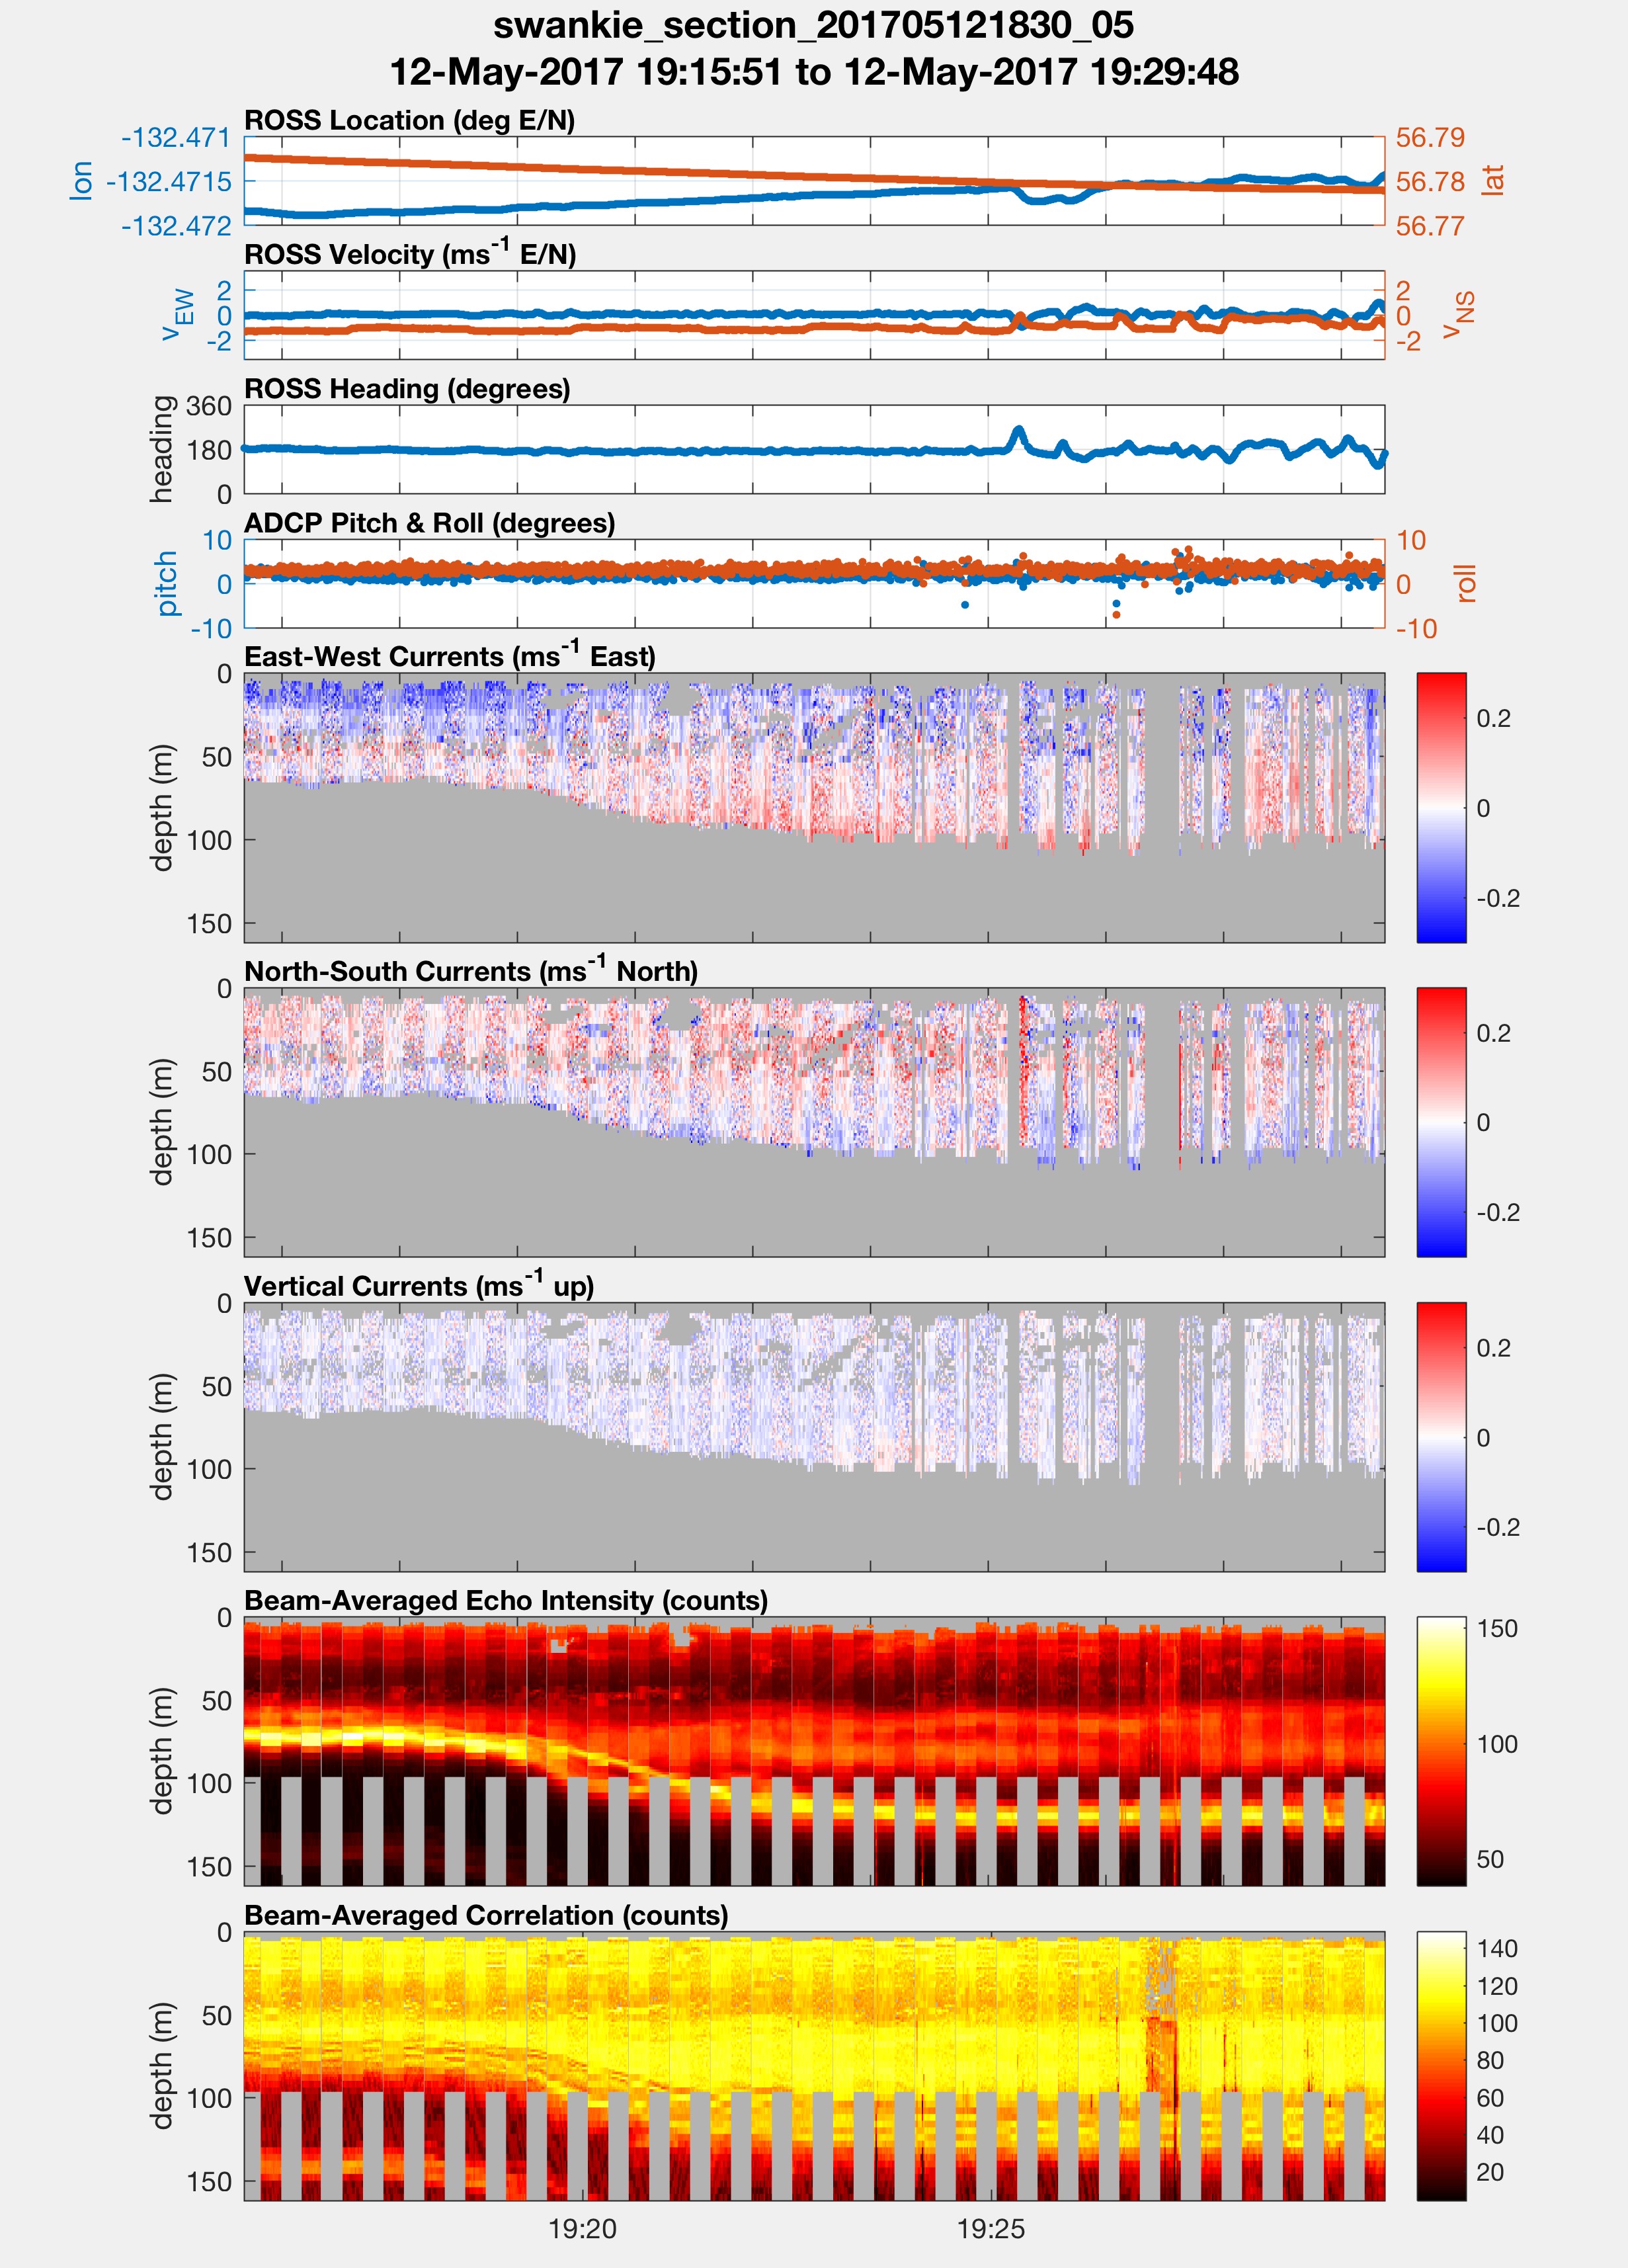 swankie_section_201705121830_05
12-May-2017 19:15:51 to 12-May-2017 19:29:48
ROSS Location (deg E/N)
-132.471
-132.4715
-132.472
lon
56.79
56.78
56.77
lat
ROSS Velocity (ms-1 E/N)
2
0
-2
vEW
2
0
-2
vNS
ROSS Heading (degrees)
360
180
0
heading
ADCP Pitch & Roll (degrees)
10
0
-10
pitch
10
0
-10
roll
East-West Currents (ms-1 East)
0
50
100
150
depth (m)
0.2
0
-0.2
North-South Currents (ms-1 North)
0
50
100
150
depth (m)
0.2
0
-0.2
Vertical Currents (ms-1 up)
0
50
100
150
depth (m)
0.2
0
-0.2
Beam-Averaged Echo Intensity (counts)
0
50
100
150
depth (m)
150
100
50
Beam-Averaged Correlation (counts)
0
50
100
150
depth (m)
140
120
100
80
60
40
20
19:20
19:25